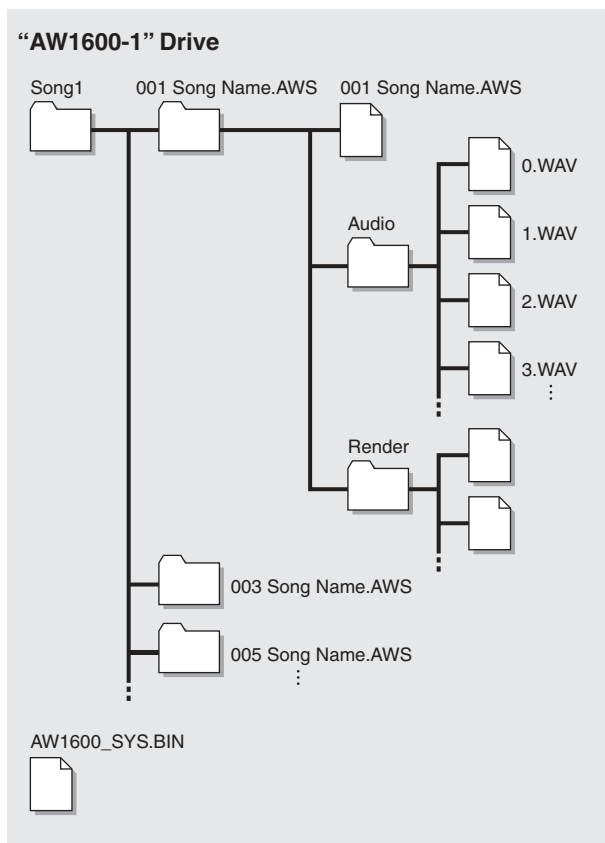 “AW1600-1” Drive
Song1
001 Song Name.AWS
001 Song Name.AWS
0.WAV
Audio
1.WAV
2.WAV
3.WAV
⋮
Render
003 Song Name.AWS
005 Song Name.AWS
⋮
AW1600_SYS.BIN